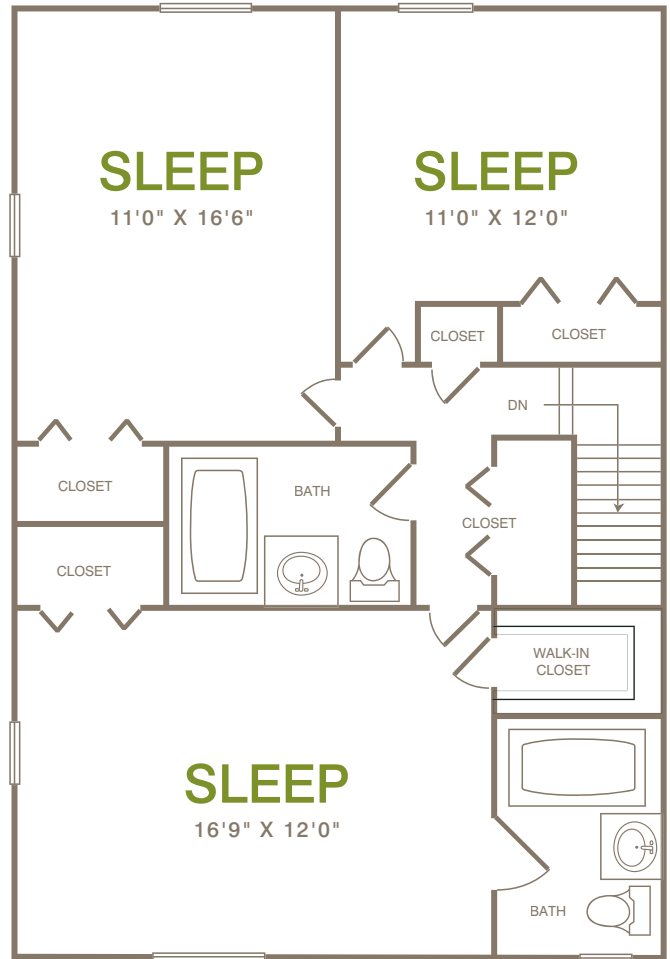 SLEEP
11'0" X 16'6"
SLEEP
11'0" X 12'0"
CLOSET
CLOSET
DN
CLOSET
BATH
CLOSET
CLOSET
WALK-IN
CLOSET
SLEEP
16'9" X 12'0"
BATH